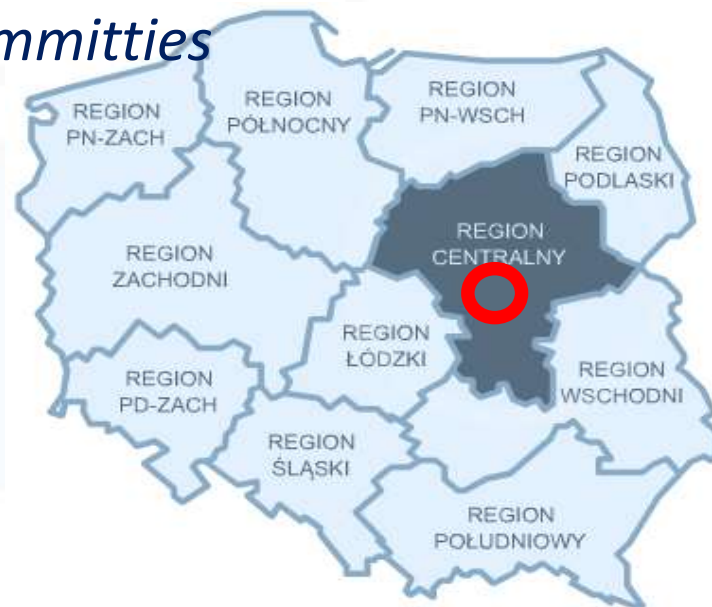 mmitties
REGION
PN-ZACH
REGION
PÓŁNOCNY
REGION
PN-WSCH
REGION
PODLASKI
REGION
ZACHODNI
REGION
CENTRALNY
REGION
ŁÓDZKI
REGION
WSCHODNI
REGION
PD-ZACH
REGION
ŚLĄSKI
REGION
POŁUDNIOWY